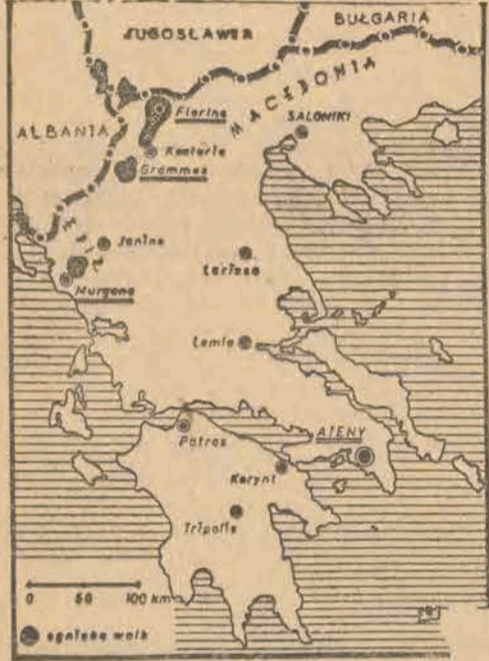 JUGOSŁAWIA
BUŁGARIA
MACEDONIA
ALBANIA
Florina
SALONIKI
Kastoria
Grammos
Janina
Larissa
Murgana
Lamia
ATENY
Patras
Korynt
Tripolis
0 50 100 km
ogniska walk